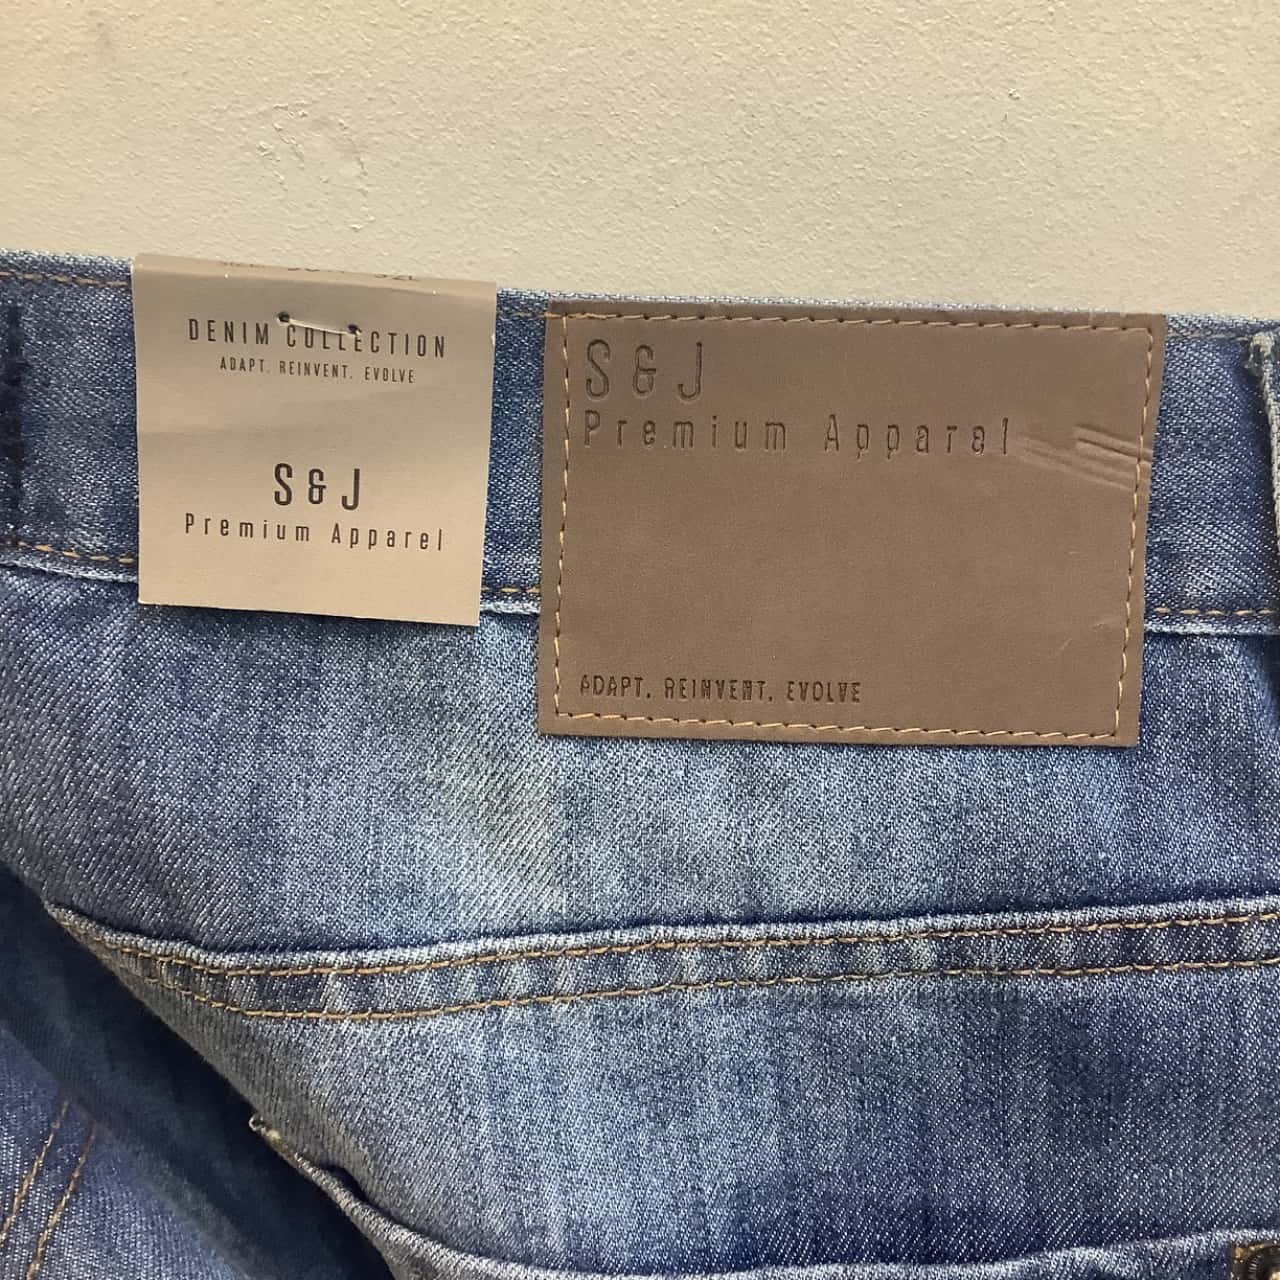 DENIM COLLECTION
ADAPT. REINVENT. EVOLVE
S & J
Premium Apparel
S & J
Premium Apparel
ADAPT. REINVENT. EVOLVE